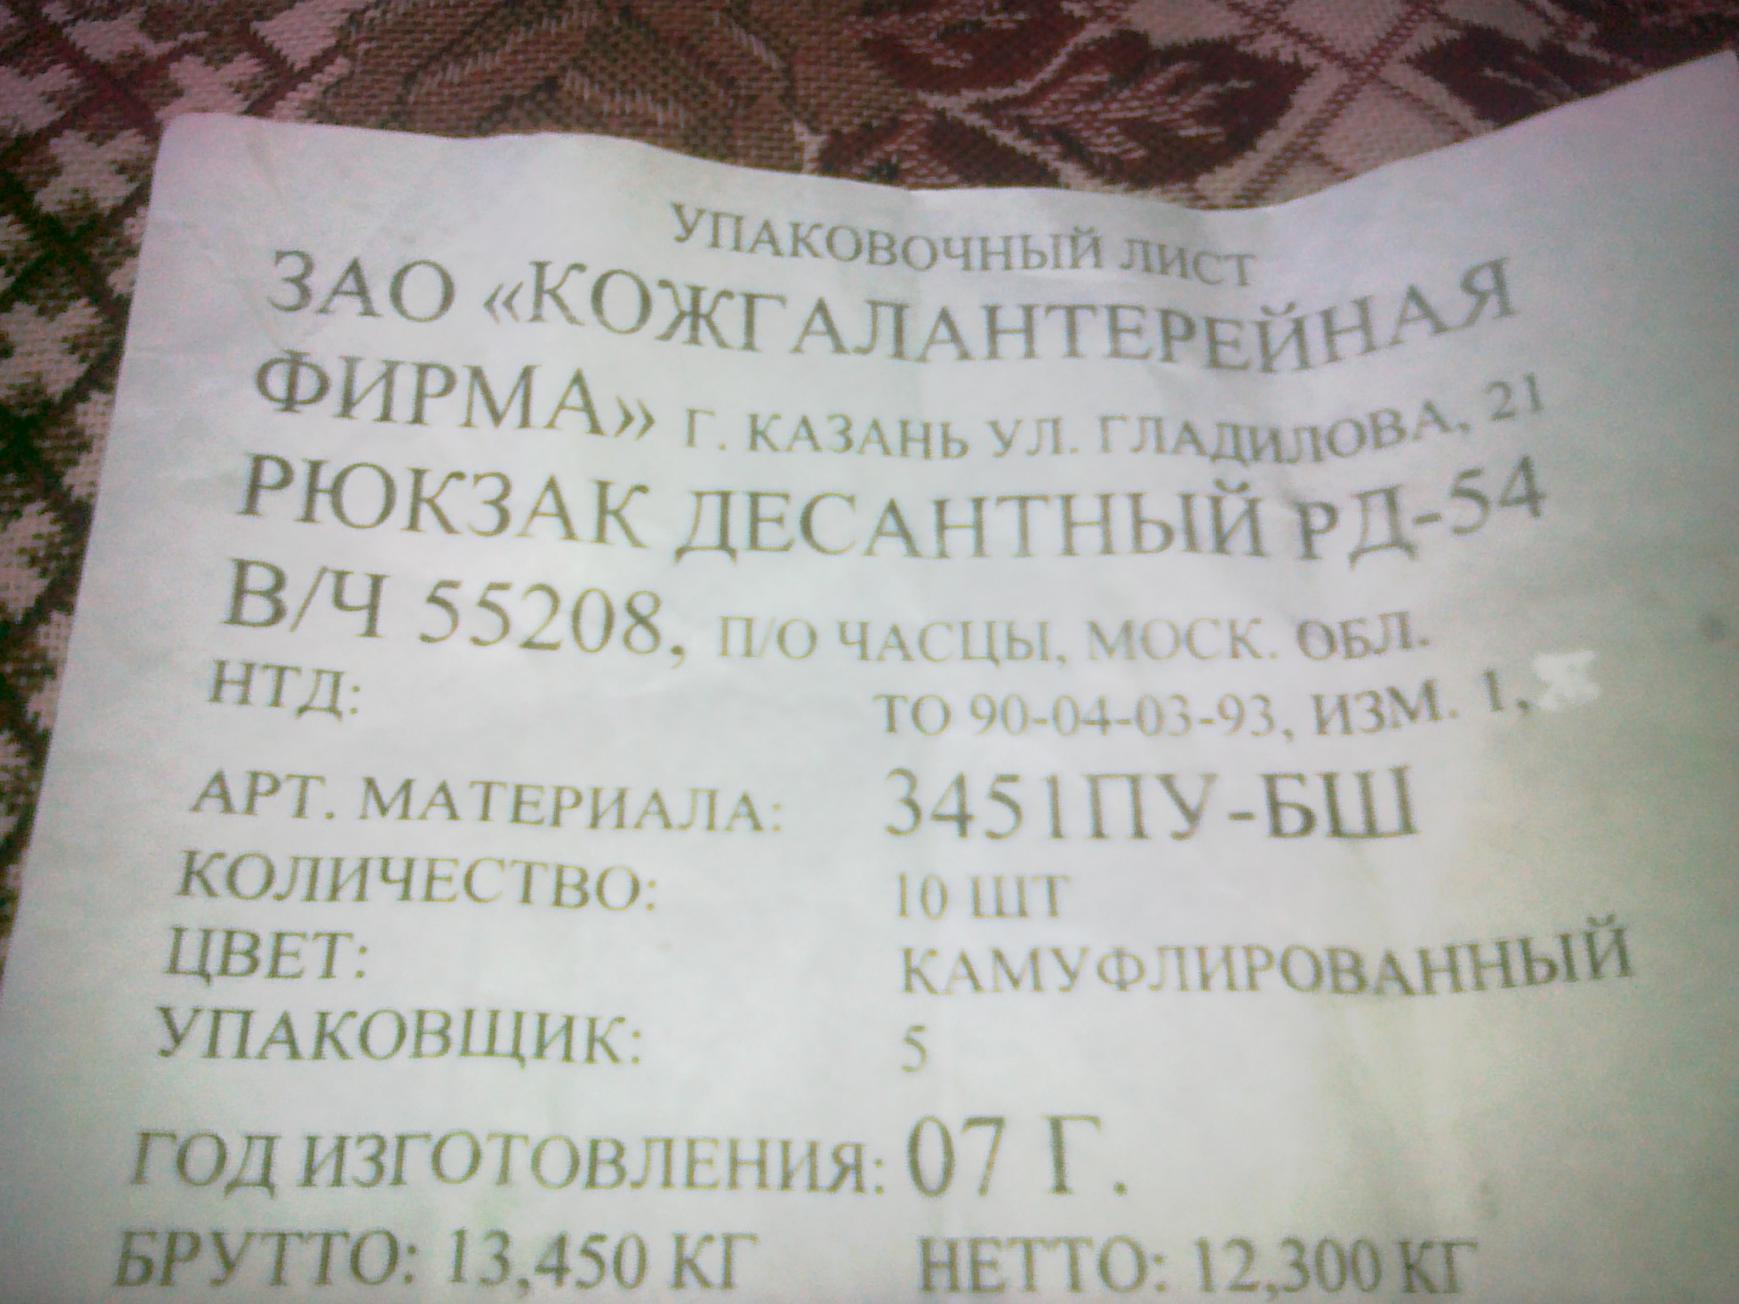 УПАКОВОЧНЫЙ ЛИСТ
ЗАО «КОЖГАЛАНТЕРЕЙНАЯ
ФИРМА» Г. КАЗАНЬ УЛ. ГЛАДИЛОВА, 21
РЮКЗАК ДЕСАНТНЫЙ РД-54
В/Ч 55208, П/О ЧАСЦЫ, МОСК. ОБЛ.
НТД: ТО 90-04-03-93, ИЗМ. 1,
АРТ. МАТЕРИАЛА: 3451ПУ-БШ
КОЛИЧЕСТВО: 10 ШТ
ЦВЕТ: КАМУФЛИРОВАННЫЙ
УПАКОВЩИК: 5
ГОД ИЗГОТОВЛЕНИЯ: 07 Г.
БРУТТО: 13,450 КГ НЕТТО: 12,300 КГ